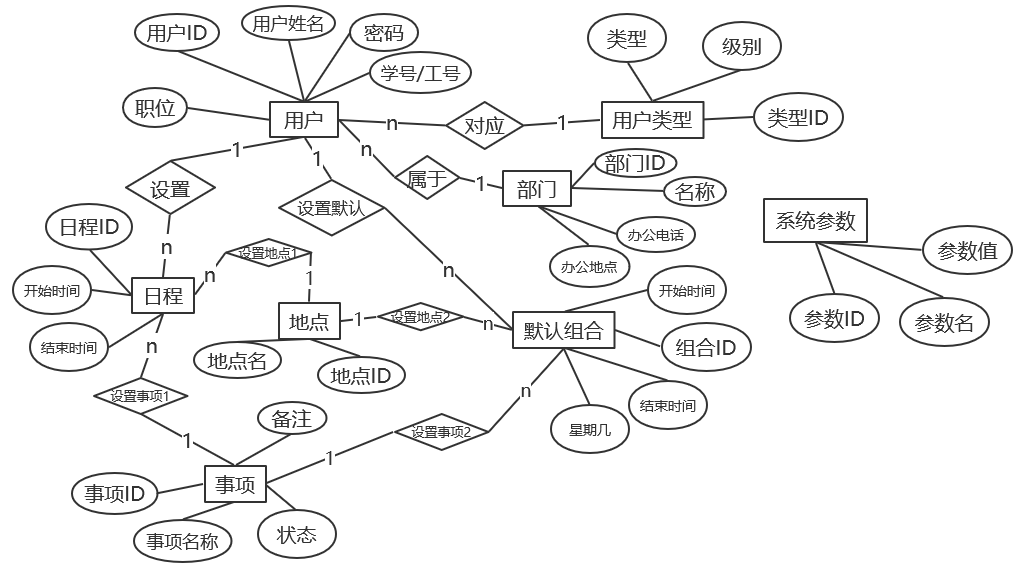 用户ID
用户姓名
密码
学号/工号
职位
用户
n
对应
1
用户类型
类型
级别
类型ID
1
设置
n
1
设置默认
n
n
属于
1
部门
部门ID
名称
办公电话
办公地点
系统参数
参数值
参数ID
参数名
日程ID
开始时间
结束时间
日程
n
设置地点1
1
地点
地点名
地点ID
1
设置地点2
n
默认组合
开始时间
组合ID
结束时间
星期几
n
设置事项1
1
n
设置事项2
1
事项
备注
事项ID
事项名称
状态